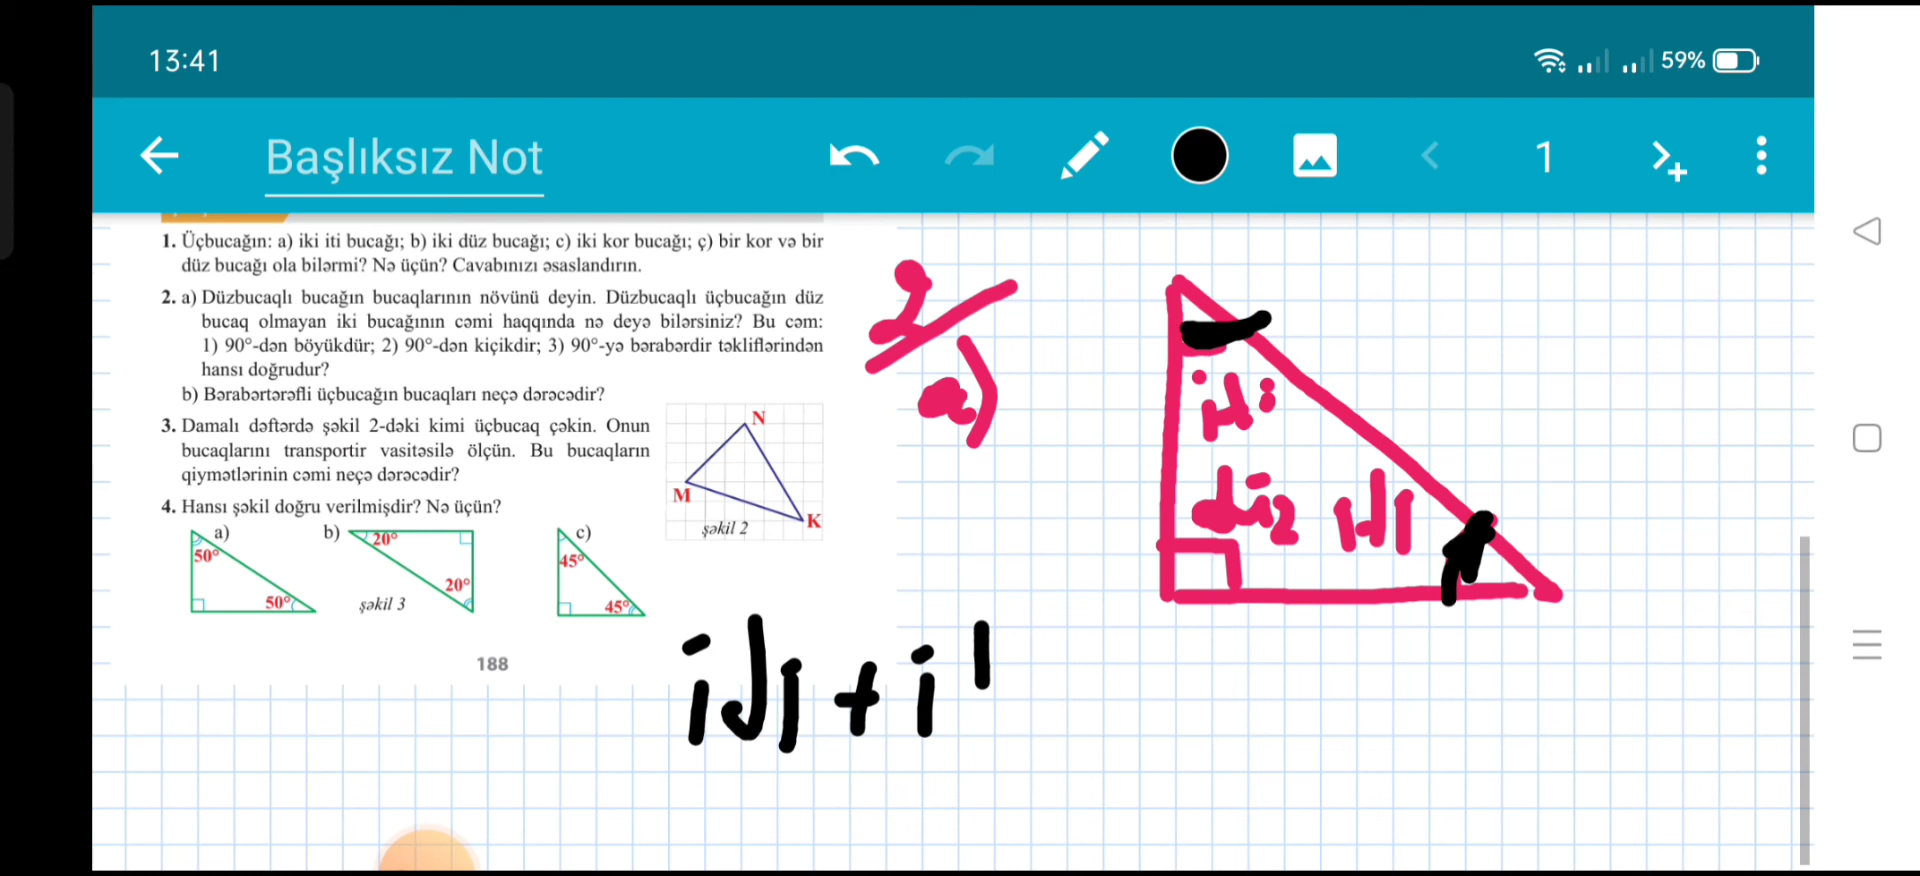 13:41
59%
Başlıksız Not
1
1. Üçbucağın: a) iki iti bucağı; b) iki düz bucağı; c) iki kor bucağı; ç) bir kor və bir
düz bucağı ola bilərmi? Nə üçün? Cavabınızı əsaslandırın.
2. a) Düzbucaqlı bucağın bucaqlarının növünü deyin. Düzbucaqlı üçbucağın düz
bucaq olmayan iki bucağının cəmi haqqında nə deyə bilərsiniz? Bu cəm:
1) 90°-dən böyükdür; 2) 90°-dən kiçikdir; 3) 90°-yə bərabərdir təkliflərindən
hansı doğrudur?
b) Bərabərtərəfli üçbucağın bucaqları neçə dərəcədir?
3. Damalı dəftərdə şəkil 2-dəki kimi üçbucaq çəkin. Onun
bucaqlarını transportir vasitəsilə ölçün. Bu bucaqların
qiymətlərinin cəmi neçə dərəcədir?
N
M
K
şəkil 2
4. Hansı şəkil doğru verilmişdir? Nə üçün?
a)
50°
50°
b)
20°
20°
şəkil 3
c)
45°
45°
188
2
a)
iti
düz iti
iti + i